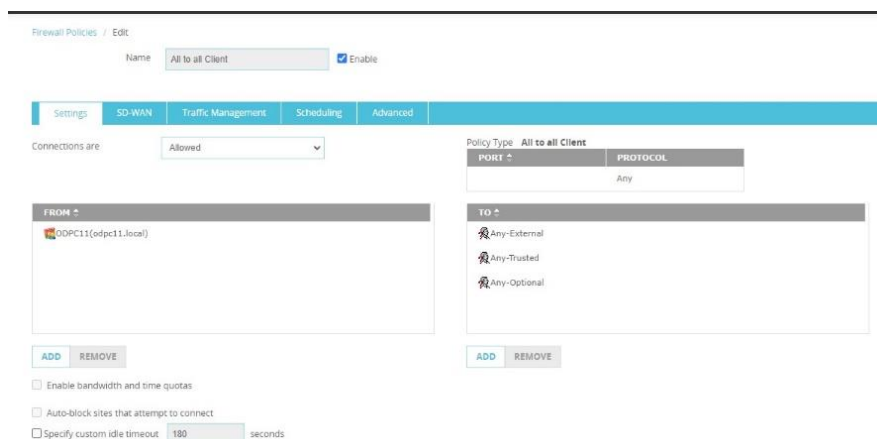 Firewall Policies / Edit
Name All to all Client Enable
Settings SD-WAN Traffic Management Scheduling Advanced
Connections are Allowed
Policy Type All to all Client
PORT PROTOCOL
Any
FROM
ODPC11(odpc11.local)
TO
Any-External
Any-Trusted
Any-Optional
ADD REMOVE
ADD REMOVE
Enable bandwidth and time quotas
Auto-block sites that attempt to connect
Specify custom idle timeout 180 seconds